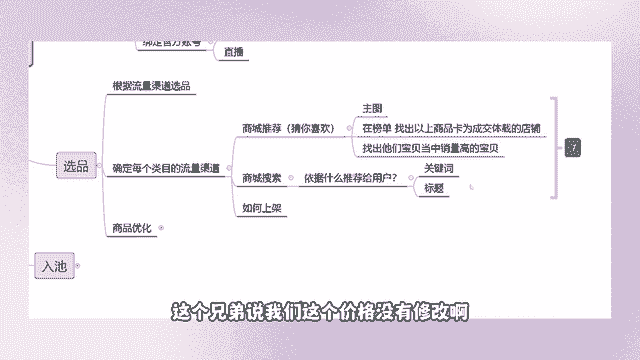 绑定官方账号
直播
根据流量渠道选品
主图
商城推荐（猜你喜欢）
在榜单 找出以上商品卡为成交体载的店铺
找出他们宝贝当中销量高的宝贝
选品
确定每个类目的流量渠道
7
关键词
商城搜索
依据什么推荐给用户？
标题
如何上架
商品优化
入池
这个兄弟说我们这个价格没有修改啊